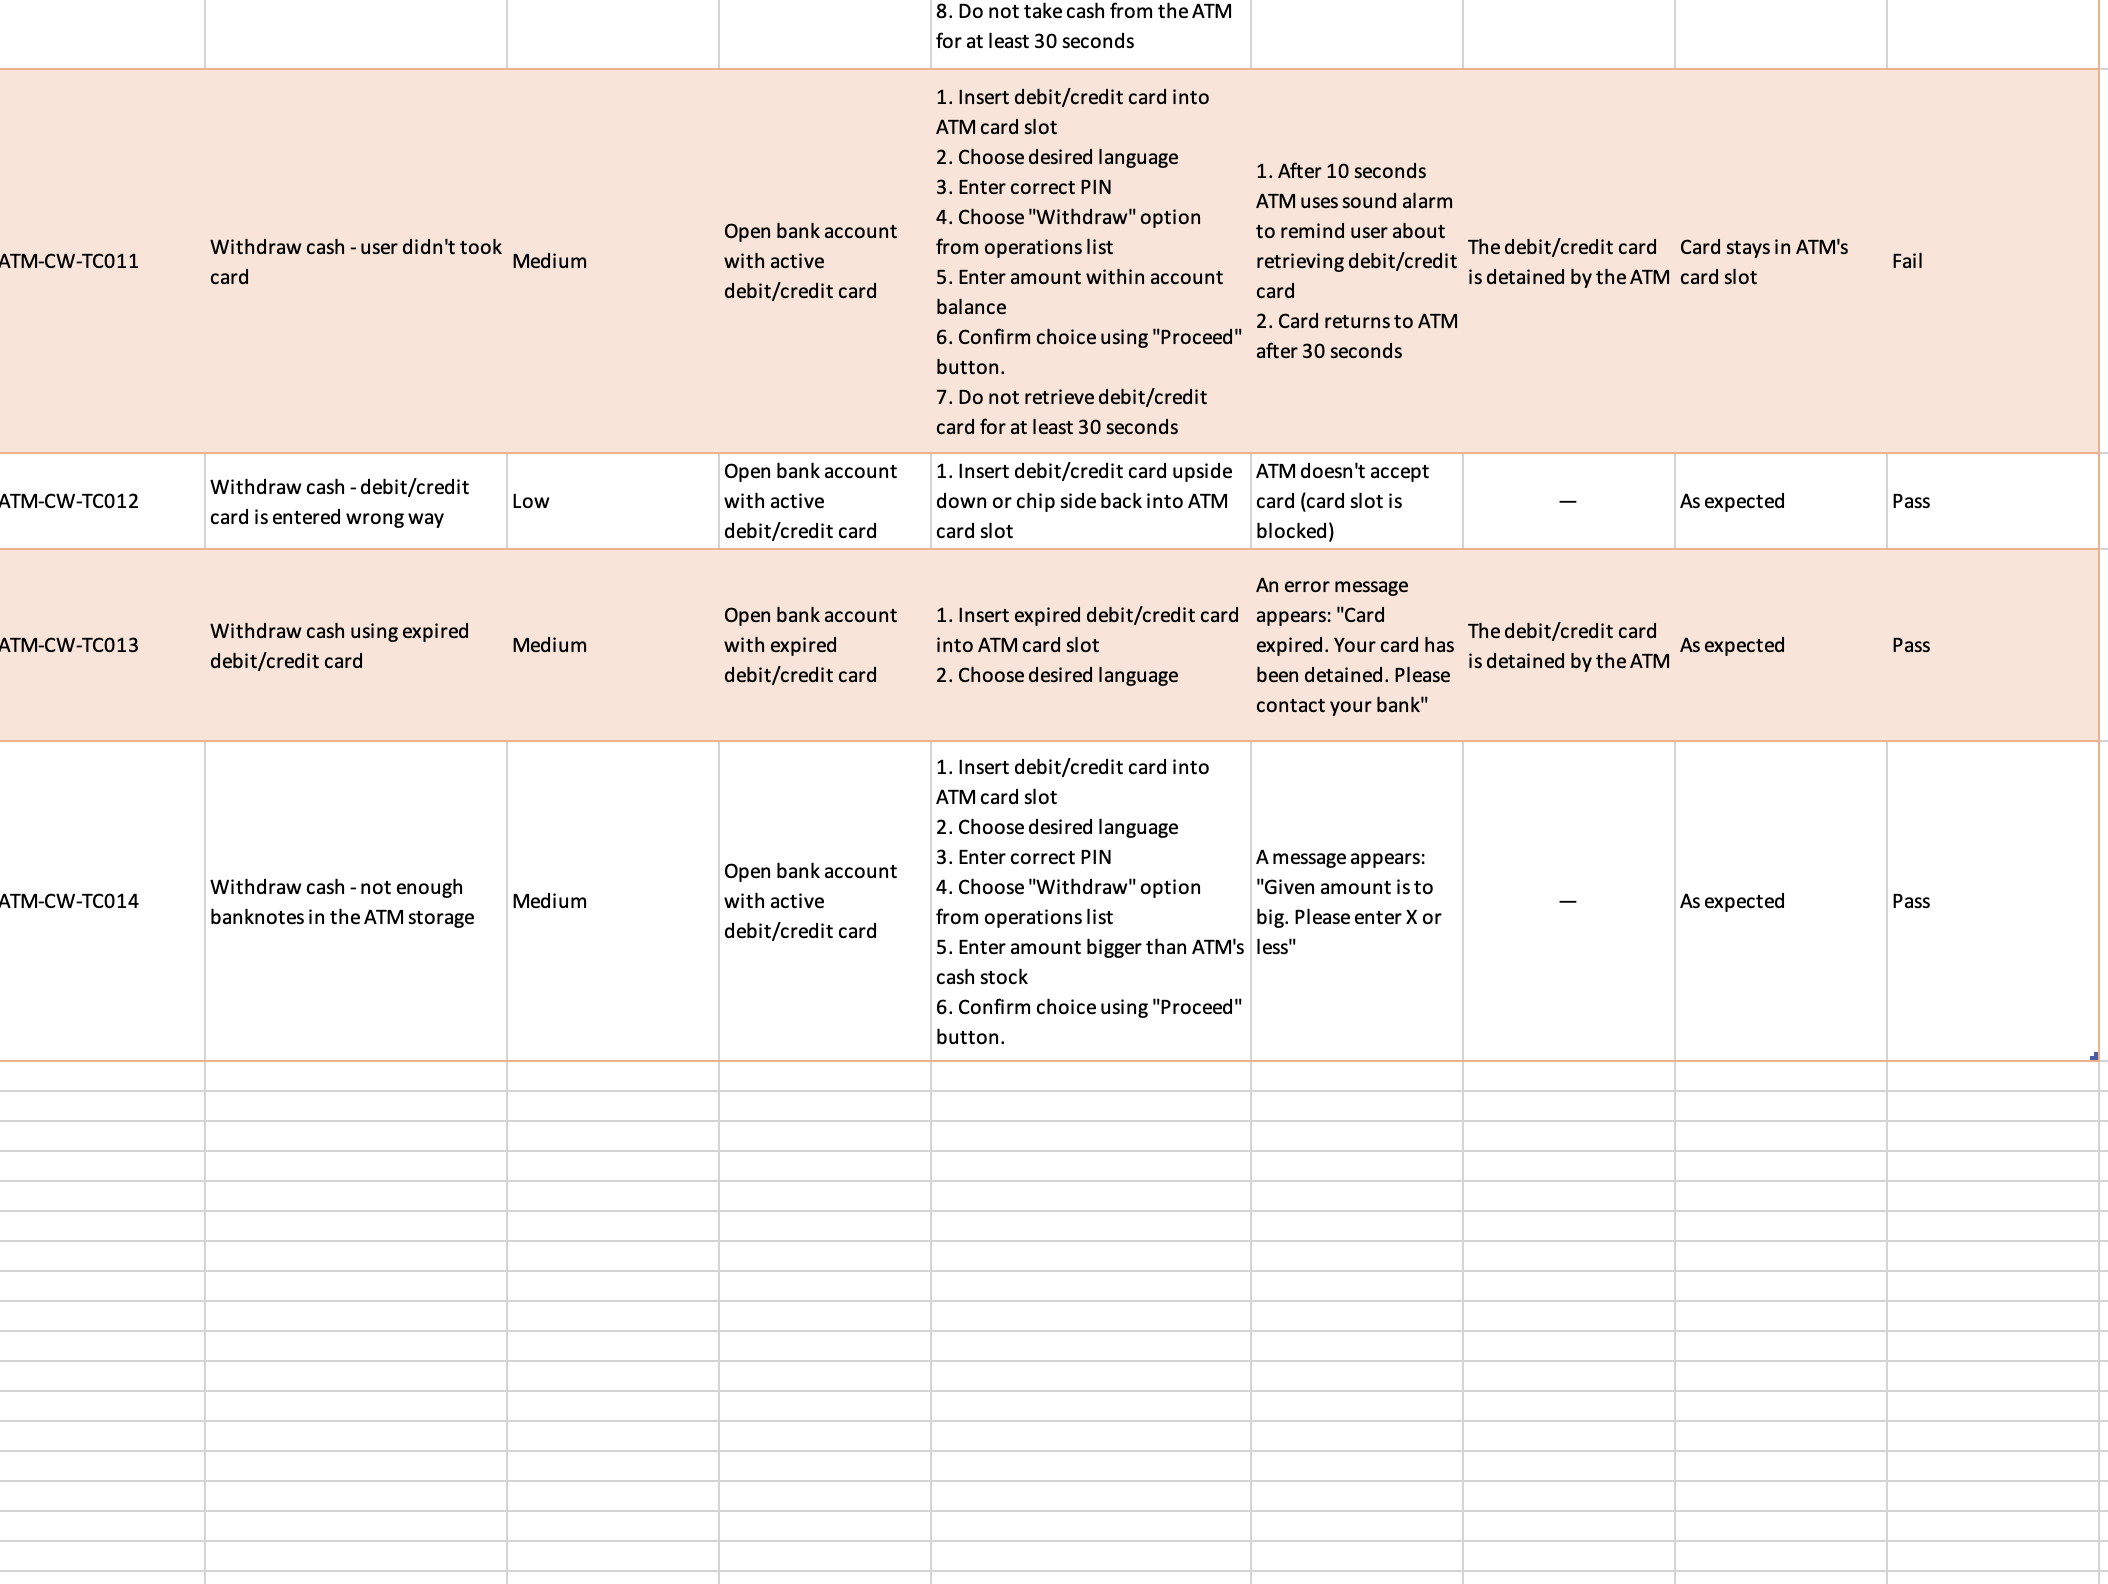 8. Do not take cash from the ATM
for at least 30 seconds
ATM-CW-TC011
Withdraw cash - user didn't took
card
Medium
Open bank account
with active
debit/credit card
1. Insert debit/credit card into
ATM card slot
2. Choose desired language
3. Enter correct PIN
4. Choose "Withdraw" option
from operations list
5. Enter amount within account
balance
6. Confirm choice using "Proceed"
button.
7. Do not retrieve debit/credit
card for at least 30 seconds
1. After 10 seconds
ATM uses sound alarm
to remind user about
retrieving debit/credit
card
2. Card returns to ATM
after 30 seconds
The debit/credit card
is detained by the ATM
Card stays in ATM's
card slot
Fail
ATM-CW-TC012
Withdraw cash - debit/credit
card is entered wrong way
Low
Open bank account
with active
debit/credit card
1. Insert debit/credit card upside
down or chip side back into ATM
card slot
ATM doesn't accept
card (card slot is
blocked)
—
As expected
Pass
ATM-CW-TC013
Withdraw cash using expired
debit/credit card
Medium
Open bank account
with expired
debit/credit card
1. Insert expired debit/credit card
into ATM card slot
2. Choose desired language
An error message
appears: "Card
expired. Your card has
been detained. Please
contact your bank"
The debit/credit card
is detained by the ATM
As expected
Pass
ATM-CW-TC014
Withdraw cash - not enough
banknotes in the ATM storage
Medium
Open bank account
with active
debit/credit card
1. Insert debit/credit card into
ATM card slot
2. Choose desired language
3. Enter correct PIN
4. Choose "Withdraw" option
from operations list
5. Enter amount bigger than ATM's
cash stock
6. Confirm choice using "Proceed"
button.
A message appears:
"Given amount is to
big. Please enter X or
less"
—
As expected
Pass